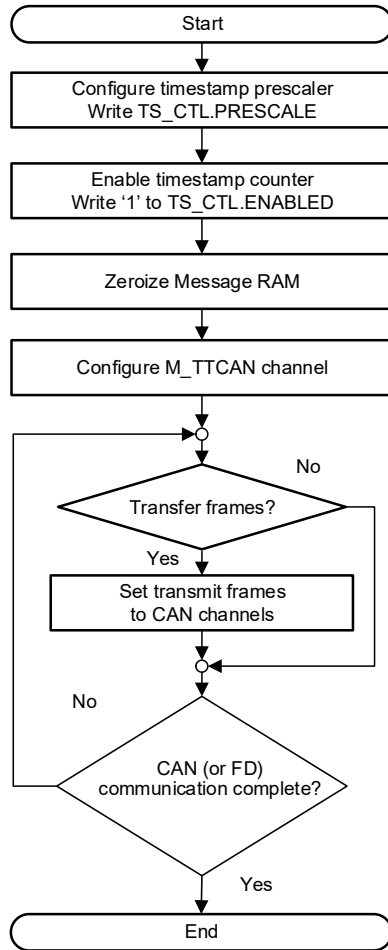 Start
Configure timestamp prescaler
Write TS_CTL.PRESCALE
Enable timestamp counter
Write ‘1’ to TS_CTL.ENABLED
Zeroize Message RAM
Configure M_TTCAN channel
No
Transfer frames?
Yes
Set transmit frames
to CAN channels
No
CAN (or FD)
communication complete?
Yes
End